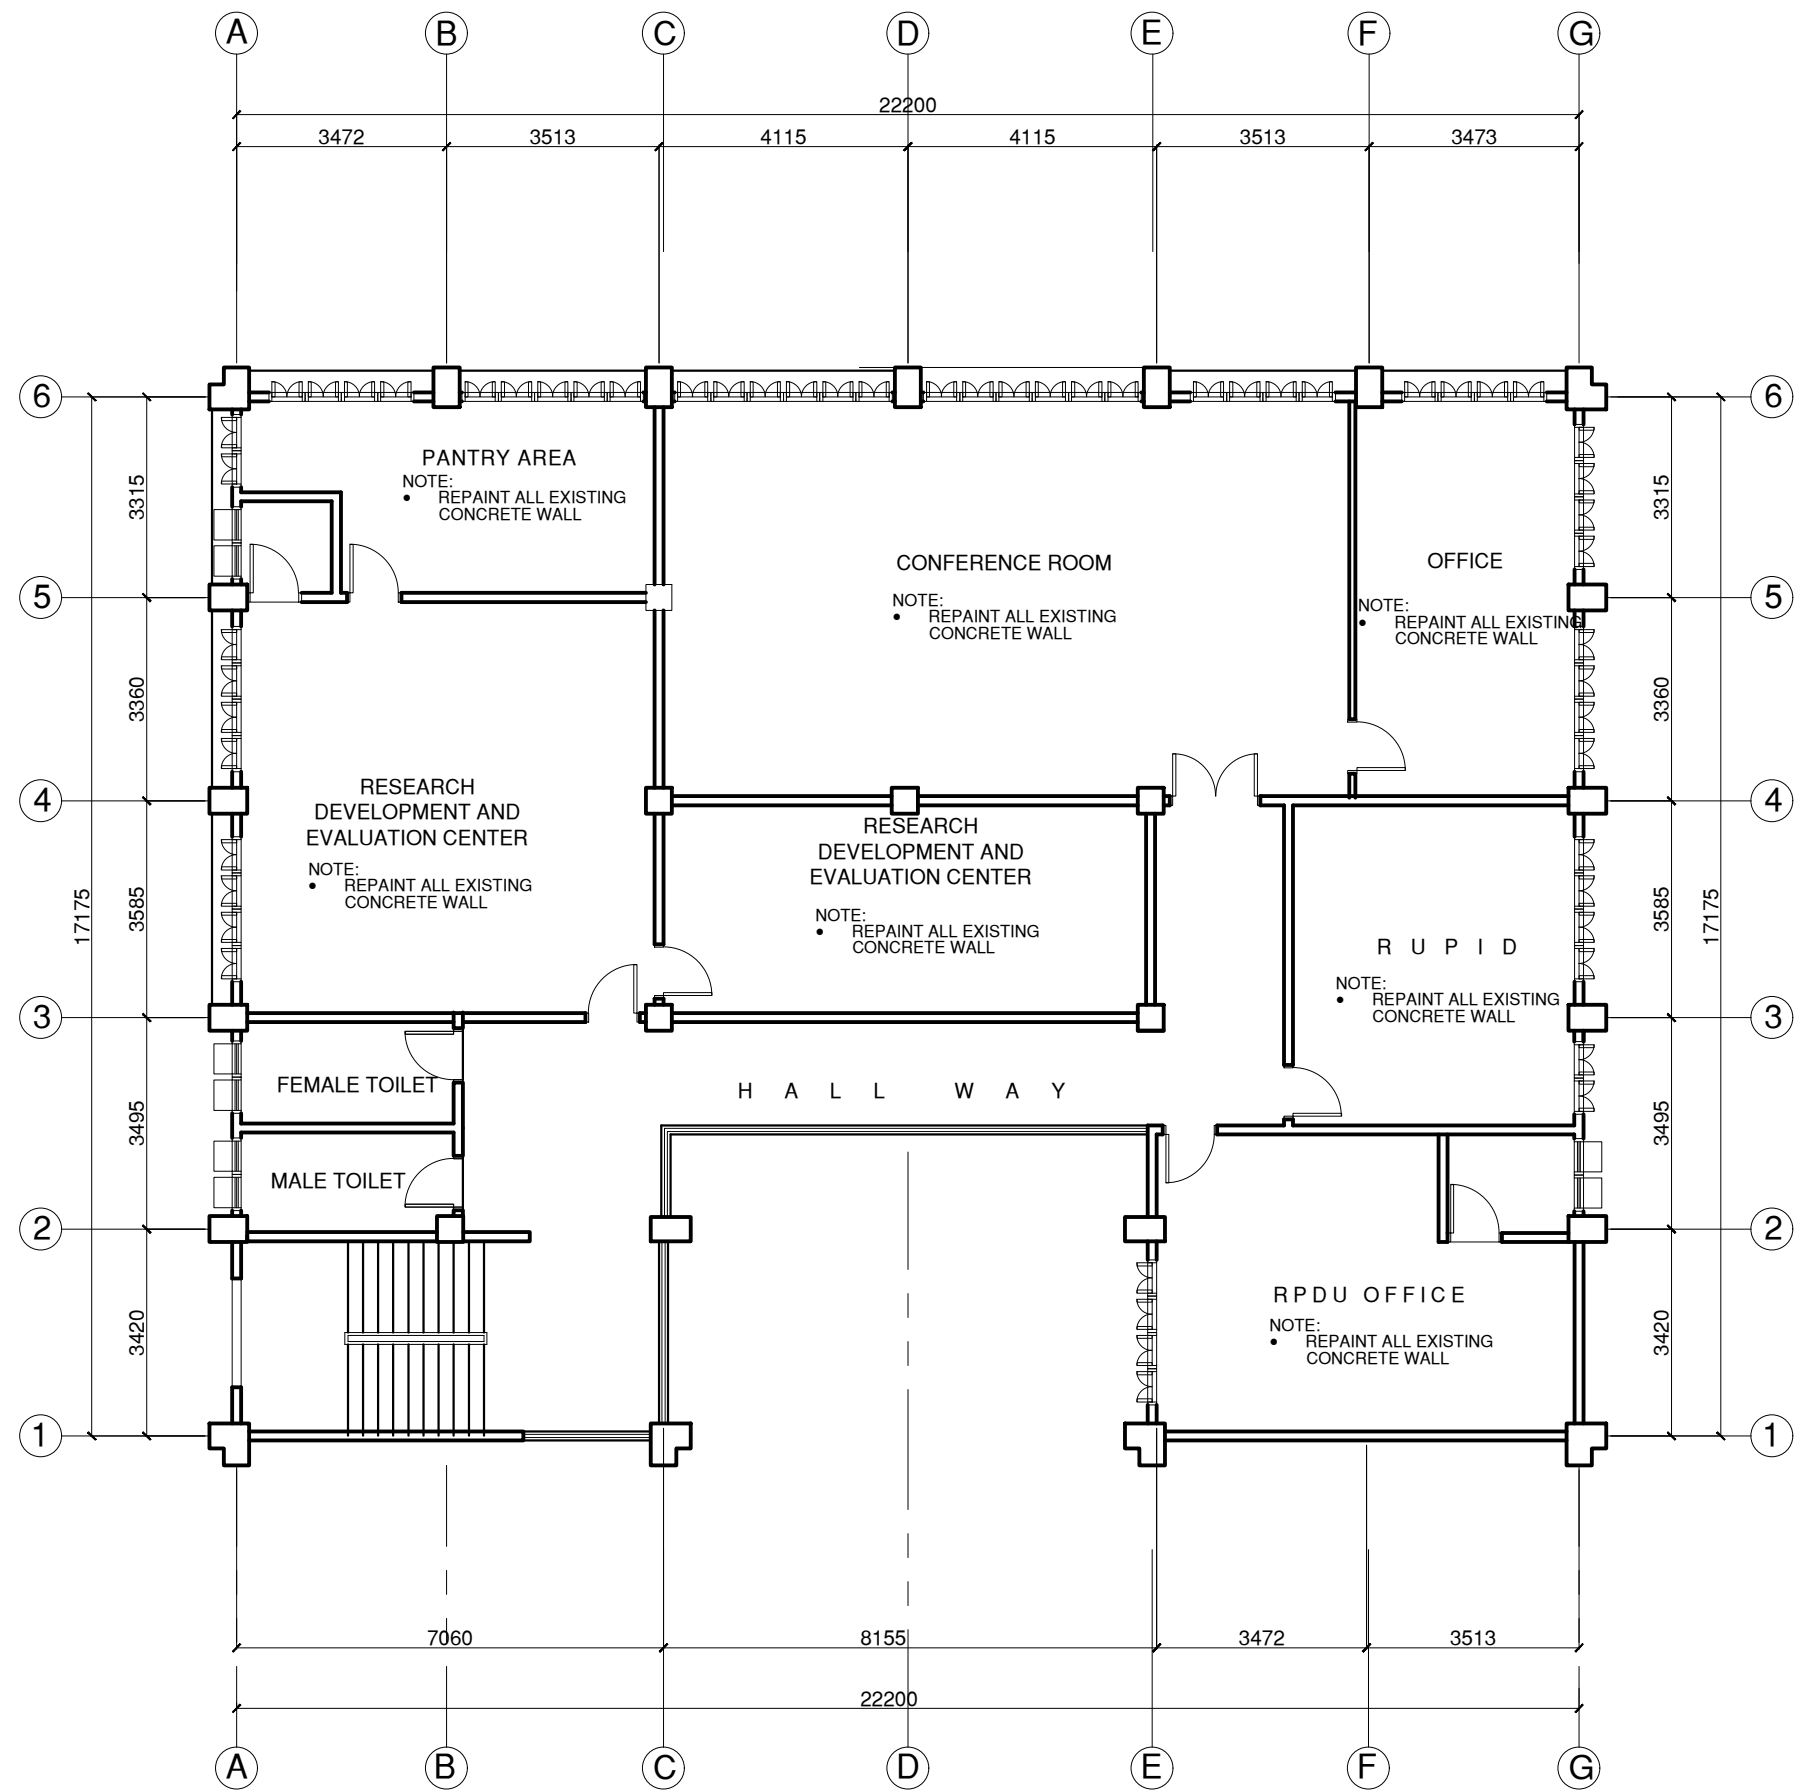 A B C D E F G
22200
3472 3513 4115 4115 3513 3473
6 6
PANTRY AREA
NOTE:
• REPAINT ALL EXISTING
CONCRETE WALL
3315 3315
CONFERENCE ROOM
NOTE:
• REPAINT ALL EXISTING
CONCRETE WALL
OFFICE
NOTE:
• REPAINT ALL EXISTING
CONCRETE WALL
5 5
3360 3360
4 4
RESEARCH
DEVELOPMENT AND
EVALUATION CENTER
NOTE:
• REPAINT ALL EXISTING
CONCRETE WALL
RESEARCH
DEVELOPMENT AND
EVALUATION CENTER
NOTE:
• REPAINT ALL EXISTING
CONCRETE WALL
17175 3585 3585 17175
R U P I D
NOTE:
• REPAINT ALL EXISTING
CONCRETE WALL
3 3
FEMALE TOILET
H A L L W A Y
3495 3495
MALE TOILET
2 2
RPDU OFFICE
NOTE:
• REPAINT ALL EXISTING
CONCRETE WALL
3420 3420
1 1
7060 8155 3472 3513
22200
A B C D E F G